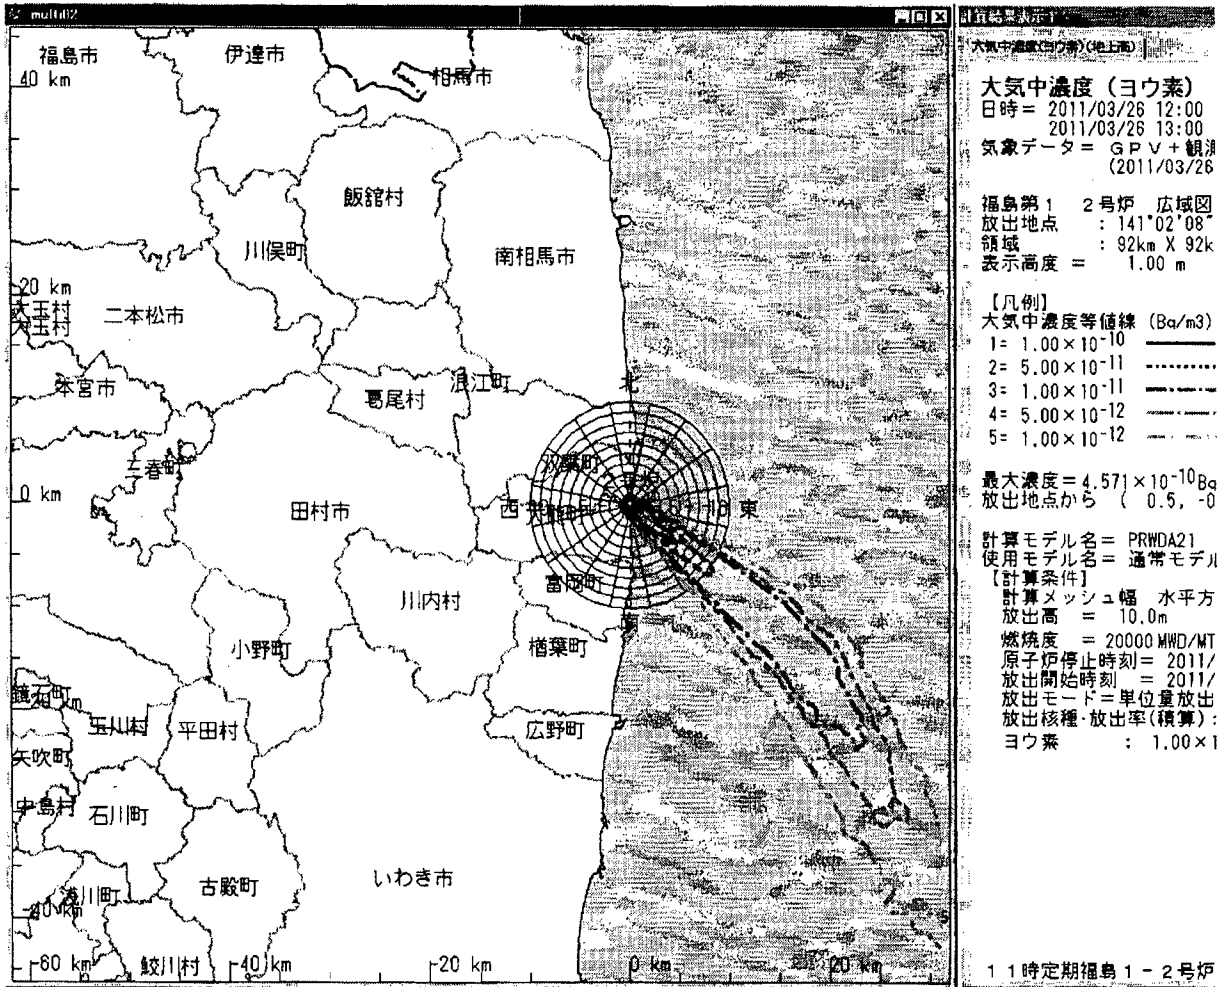 multi02
福島市
伊達市
相馬市
40 km
飯舘村
川俣町
南相馬市
20 km
大玉村
大玉村
二本松市
本宮市
葛尾村
浪江町
北
三春町
双葉町
0 km
田村市
西
東
富岡町
川内村
南
小野町
楢葉町
鏡石町
玉川村
平田村
広野町
矢吹町
中島村
石川町
浅川町
古殿町
いわき市
-40 km
-60 km
鮫川村
-40 km
-20 km
0 km
20 km
計算結果表示1
大気中濃度(ヨウ素)(地上高)
大気中濃度 (ヨウ素)
日時= 2011/03/26 12:00
2011/03/26 13:00
気象データ= GPV+観測
(2011/03/26
福島第1 2号炉 広域図
放出地点 : 141°02'08"
領域 : 92km X 92k
表示高度 = 1.00 m
【凡例】
大気中濃度等値線 (Bq/m3)
1= 1.00×10⁻¹⁰
2= 5.00×10⁻¹¹
3= 1.00×10⁻¹¹
4= 5.00×10⁻¹²
5= 1.00×10⁻¹²
最大濃度=4.571×10⁻¹⁰Bq
放出地点から ( 0.5, -0
計算モデル名= PRWDA21
使用モデル名= 通常モデル
【計算条件】
計算メッシュ幅 水平方
放出高 = 10.0m
燃焼度 = 20000MWD/MT
原子炉停止時刻= 2011/
放出開始時刻 = 2011/
放出モード=単位量放出
放出核種・放出率(積算):
ヨウ素 : 1.00×1
11時定期福島1-2号炉